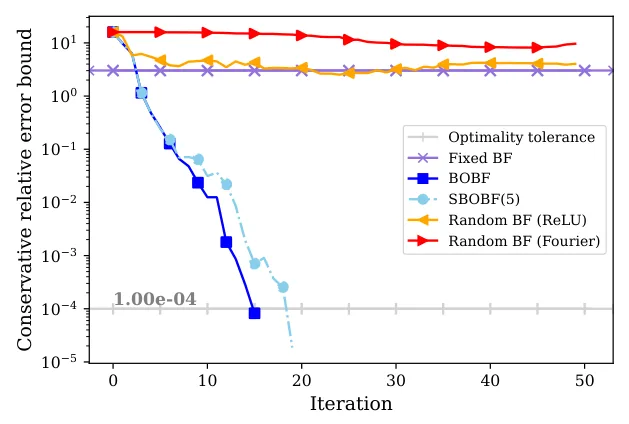 Conservative relative error bound
10¹
10⁰
10⁻¹
10⁻²
10⁻³
10⁻⁴
10⁻⁵
1.00e-04
Optimality tolerance
Fixed BF
BOBF
SBOBF(5)
Random BF (ReLU)
Random BF (Fourier)
0 10 20 30 40 50
Iteration